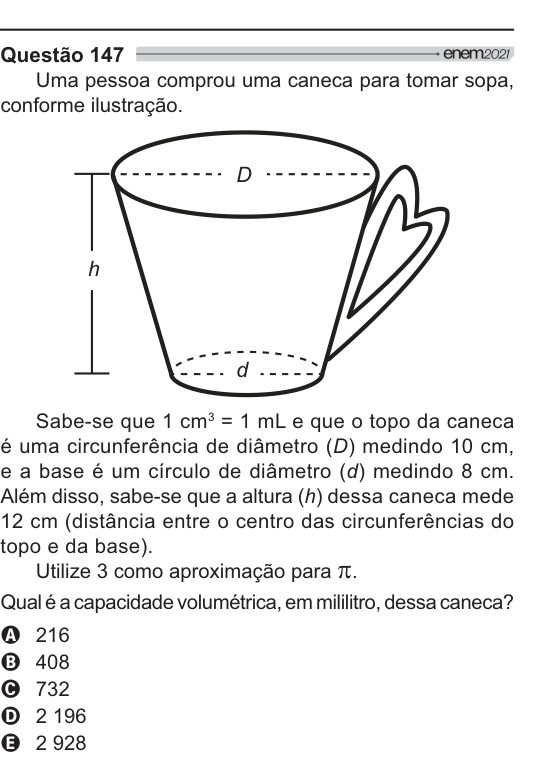 Questão 147
enem2021
Uma pessoa comprou uma caneca para tomar sopa,
conforme ilustração.
D
h
d
Sabe-se que 1 cm³ = 1 mL e que o topo da caneca
é uma circunferência de diâmetro (D) medindo 10 cm,
e a base é um círculo de diâmetro (d) medindo 8 cm.
Além disso, sabe-se que a altura (h) dessa caneca mede
12 cm (distância entre o centro das circunferências do
topo e da base).
Utilize 3 como aproximação para π.
Qual é a capacidade volumétrica, em mililitro, dessa caneca?
A 216
B 408
C 732
D 2 196
E 2 928